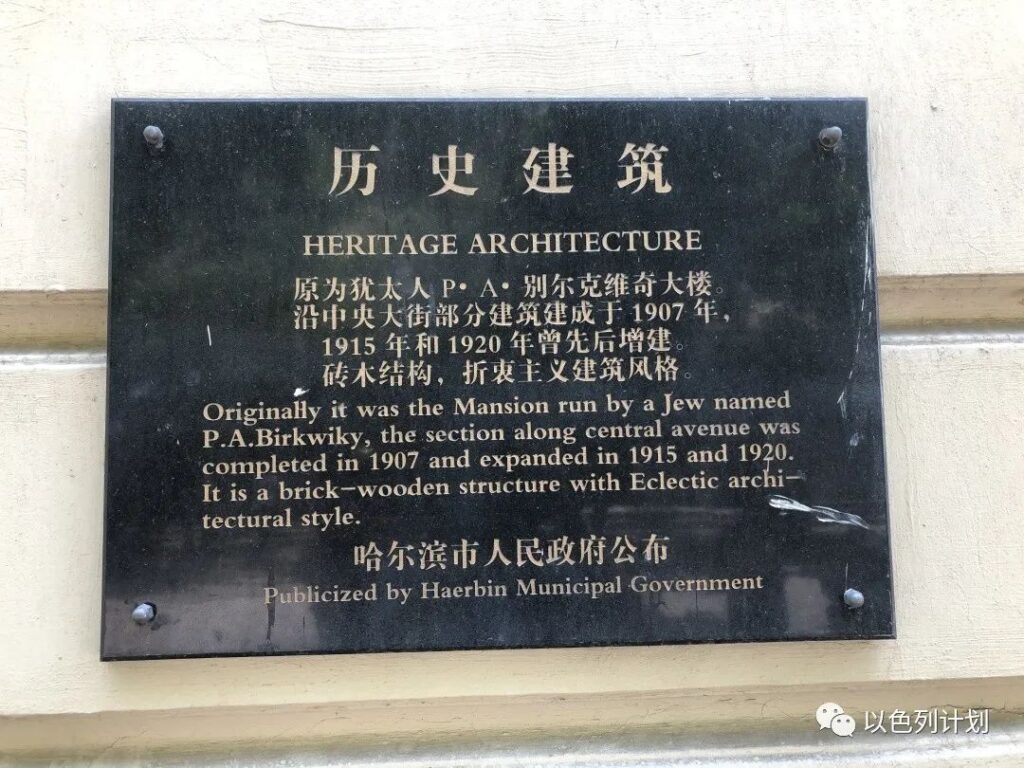 历史建筑
HERITAGE ARCHITECTURE
原为犹太人 P·A·别尔克维奇大楼。
沿中央大街部分建筑建成于 1907 年，
1915 年和 1920 年曾先后增建。
砖木结构，折衷主义建筑风格。
Originally it was the Mansion run by a Jew named
P.A.Birkwiky, the section along central avenue was
completed in 1907 and expanded in 1915 and 1920.
It is a brick-wooden structure with Eclectic archi-
tectural style.
哈尔滨市人民政府公布
Publicized by Haerbin Municipal Government
以色列计划